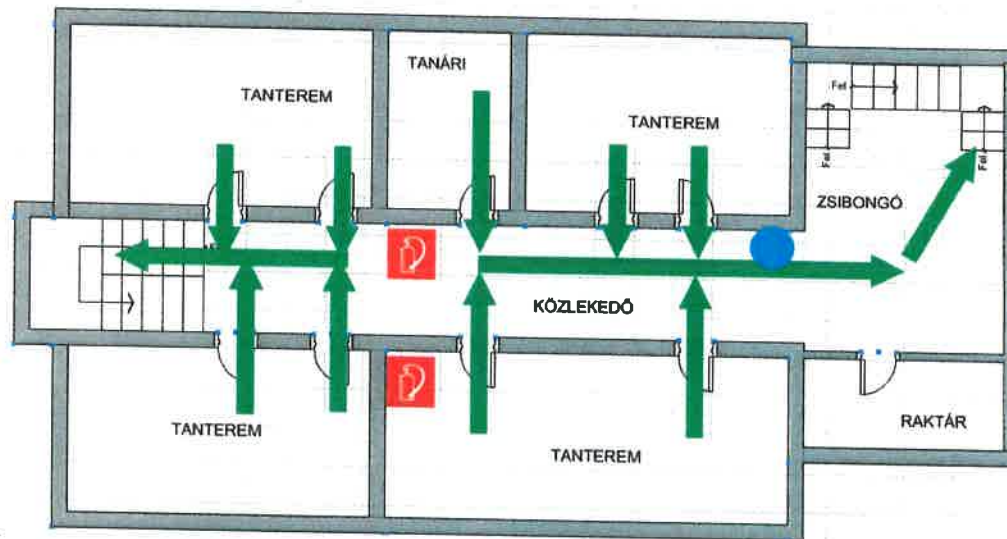 TANÁRI
TANTEREM
TANTEREM
Fel
Fel
Fel
ZSIBONGÓ
KÖZLEKEDŐ
TANTEREM
TANTEREM
RAKTÁR